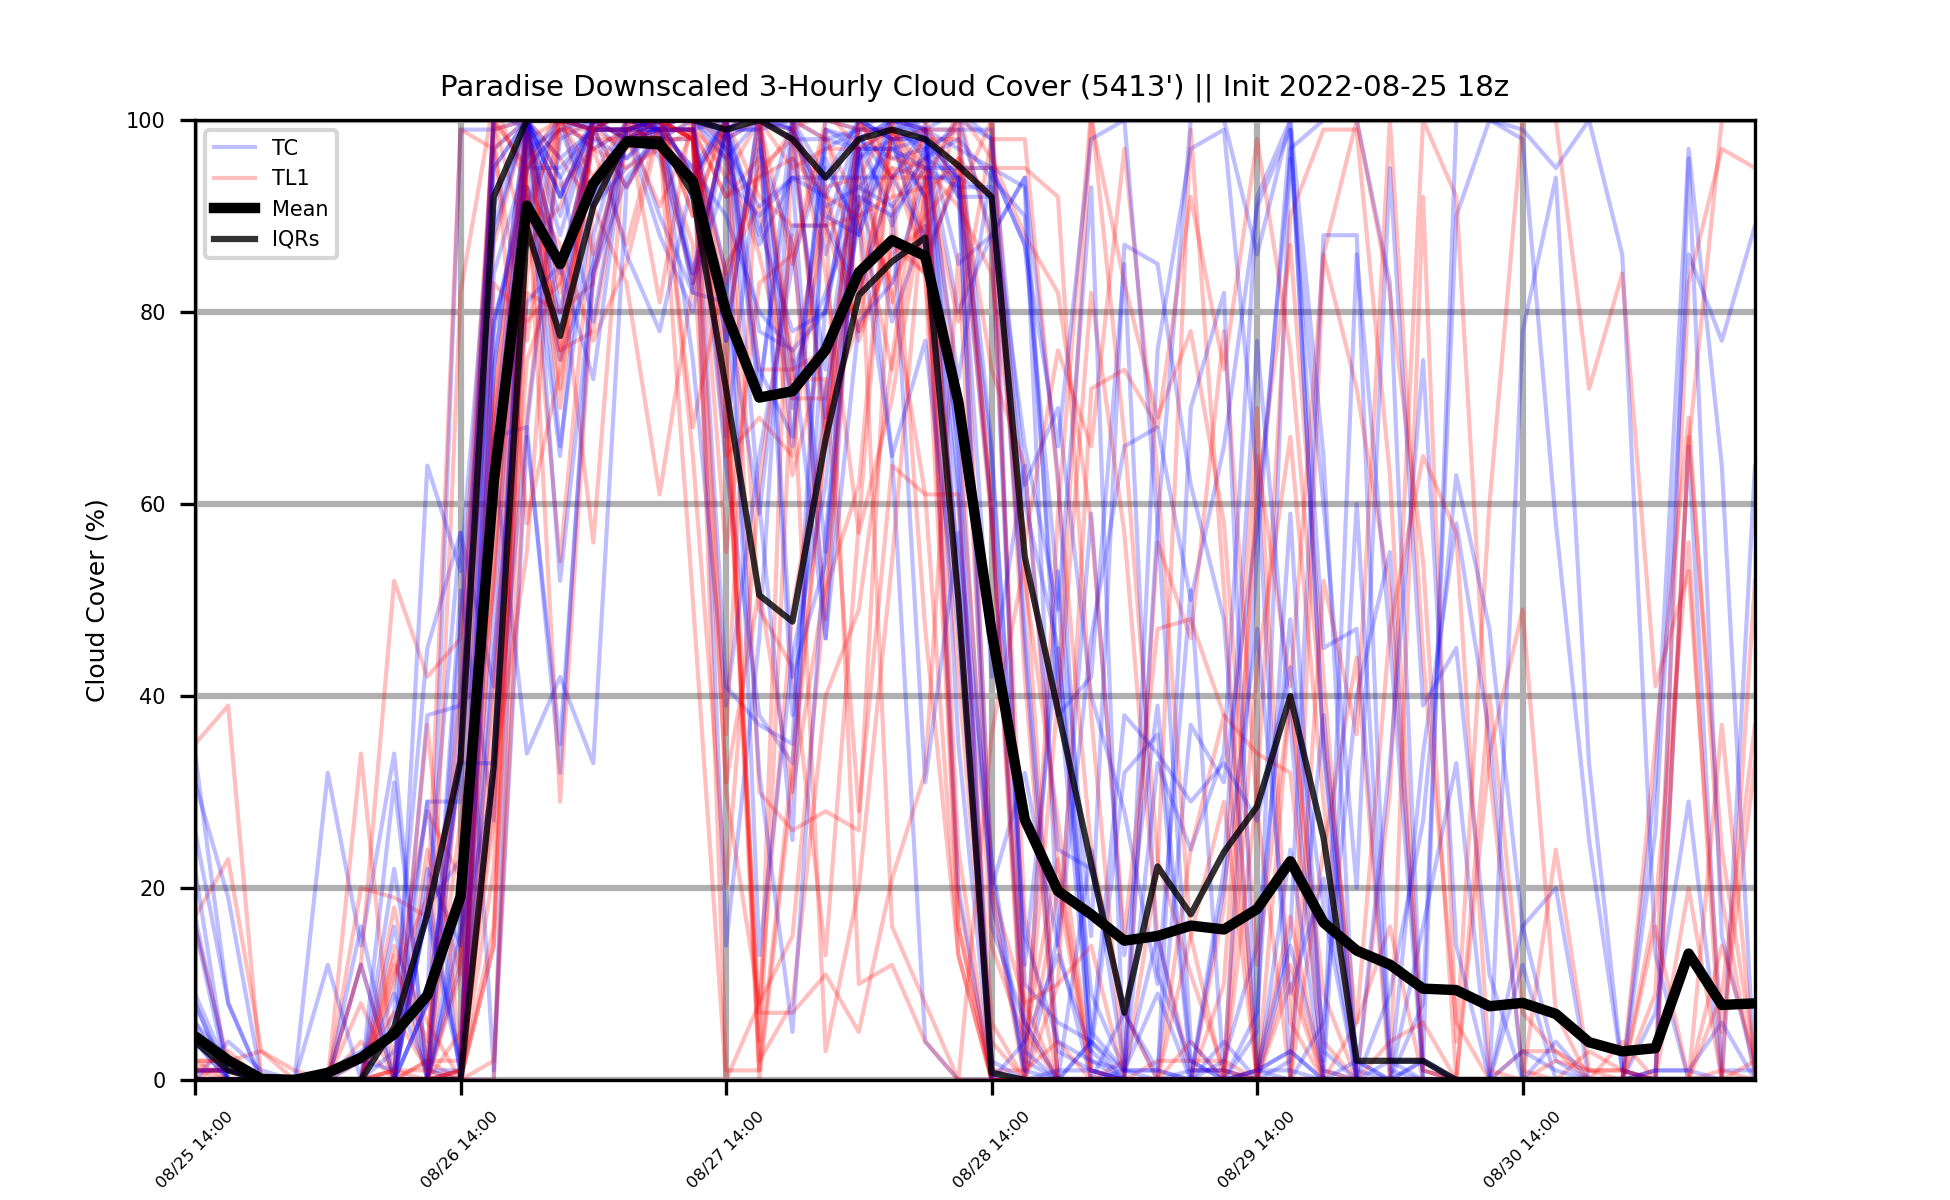 Paradise Downscaled 3-Hourly Cloud Cover (5413') || Init 2022-08-25 18z
100
80
60
40
20
0
Cloud Cover (%)
TC
TL1
Mean
IQRs
08/25 14:00
08/26 14:00
08/27 14:00
08/28 14:00
08/29 14:00
08/30 14:00